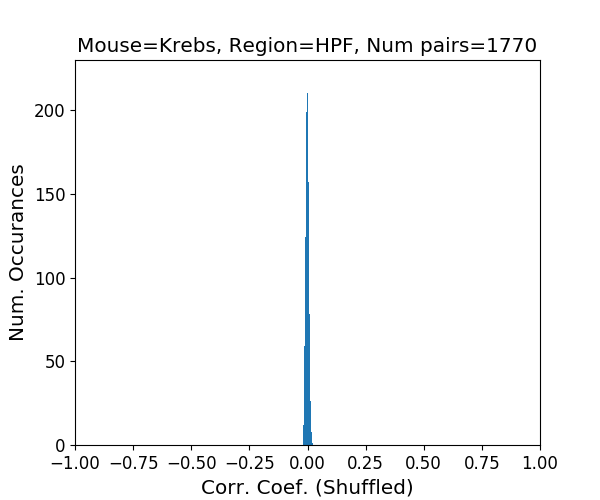 Mouse=Krebs, Region=HPF, Num pairs=1770
200
150
100
50
0
Num. Occurances
−1.00 −0.75 −0.50 −0.25 0.00 0.25 0.50 0.75 1.00
Corr. Coef. (Shuffled)